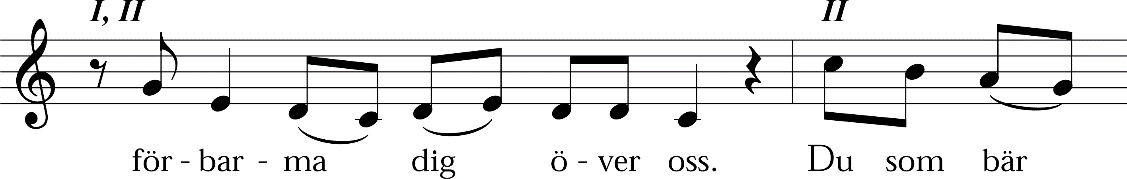 I, II II
för - bar - ma dig ö - ver oss. Du som bär